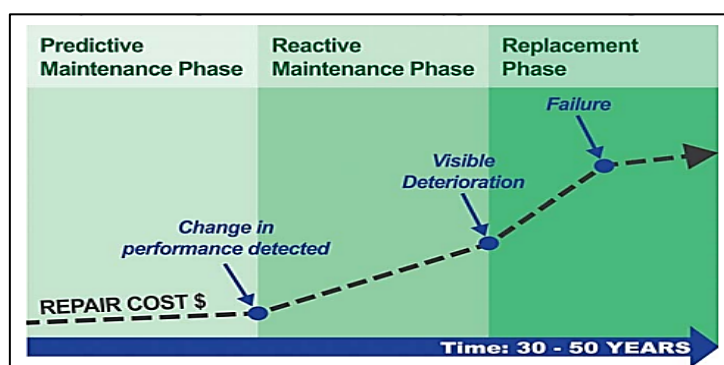 Predictive
Maintenance Phase
Reactive
Maintenance Phase
Replacement
Phase
Failure
Visible
Deterioration
Change in
performance detected
REPAIR COST $
Time: 30 - 50 YEARS